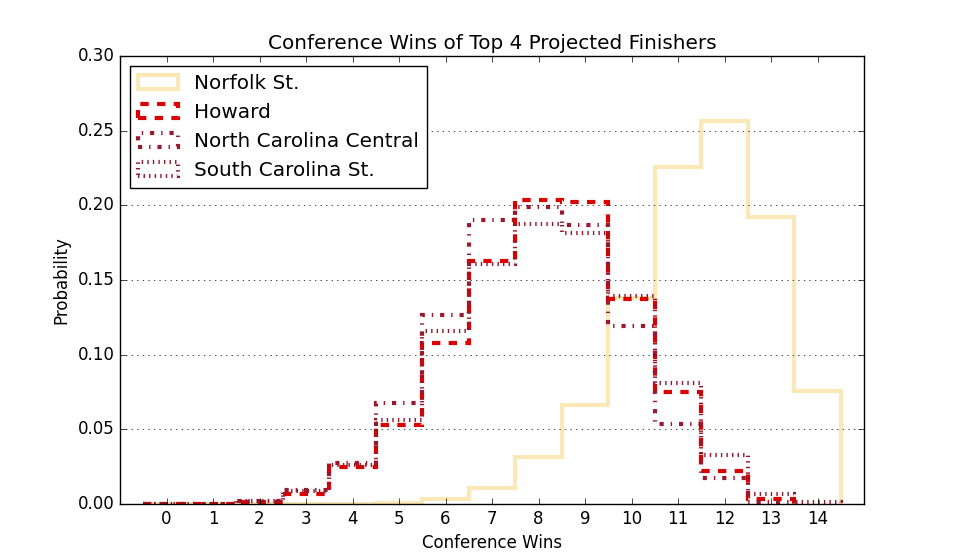 Conference Wins of Top 4 Projected Finishers
0.30
0.25
0.20
0.15
0.10
0.05
0.00
Probability
Norfolk St.
Howard
North Carolina Central
South Carolina St.
0 1 2 3 4 5 6 7 8 9 10 11 12 13 14
Conference Wins